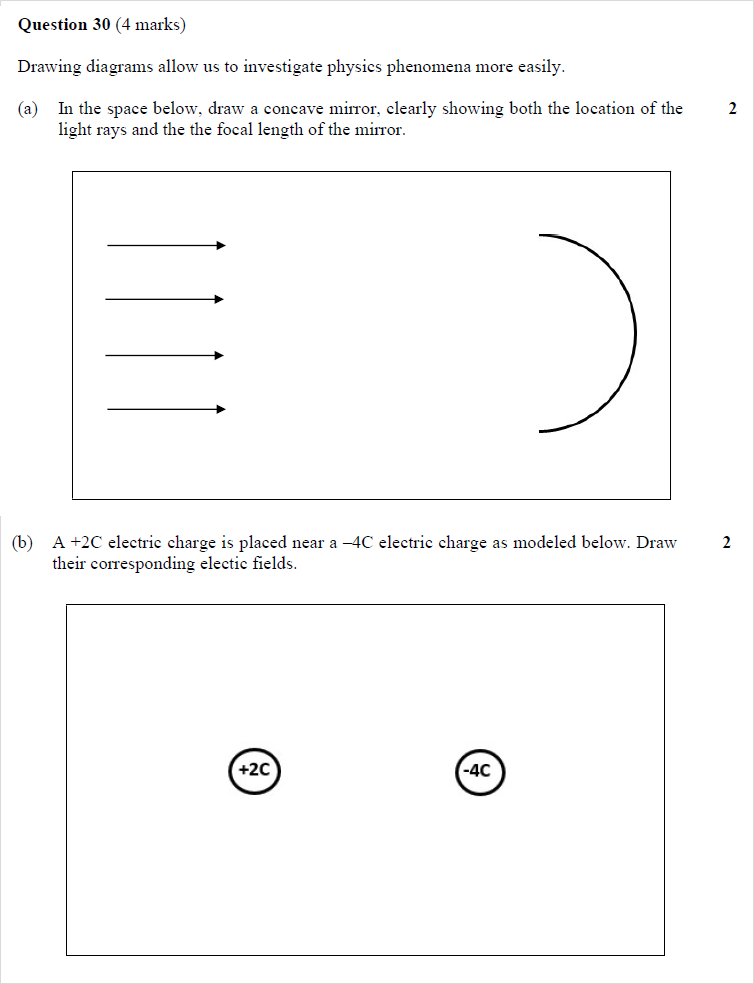 Question 30 (4 marks)
Drawing diagrams allow us to investigate physics phenomena more easily.
(a) In the space below, draw a concave mirror, clearly showing both the location of the 2
light rays and the the focal length of the mirror.
(b) A +2C electric charge is placed near a –4C electric charge as modeled below. Draw 2
their corresponding electic fields.
+2C -4C